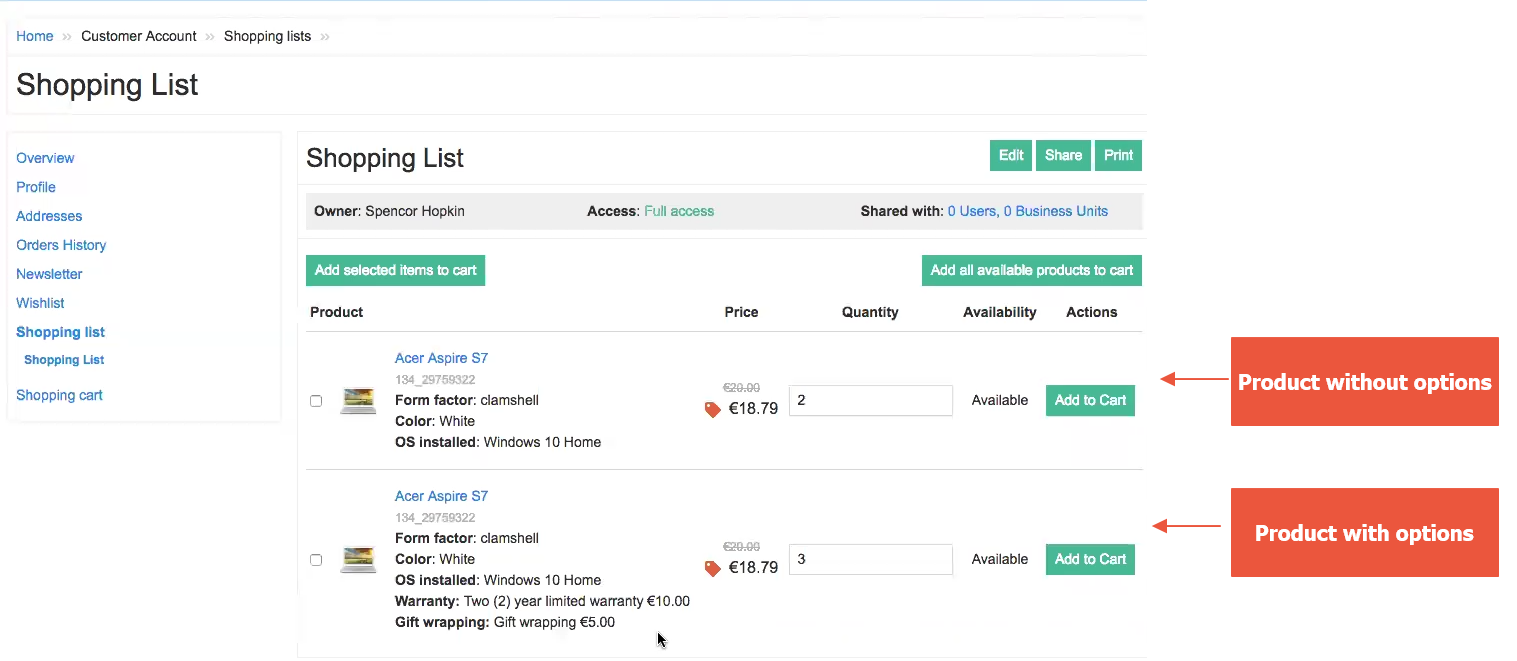 Home » Customer Account » Shopping lists »
Shopping List
Overview
Profile
Addresses
Orders History
Newsletter
Wishlist
Shopping list
Shopping List
Shopping cart
Shopping List
Edit Share Print
Owner: Spencor Hopkin Access: Full access Shared with: 0 Users, 0 Business Units
Add selected items to cart Add all available products to cart
Product Price Quantity Availability Actions
Acer Aspire S7
134_29759322
Form factor: clamshell
Color: White
OS installed: Windows 10 Home
€20.00
€18.79 2 Available Add to Cart
Product without options
Acer Aspire S7
134_29759322
Form factor: clamshell
Color: White
OS installed: Windows 10 Home
Warranty: Two (2) year limited warranty €10.00
Gift wrapping: Gift wrapping €5.00
€20.00
€18.79 3 Available Add to Cart
Product with options